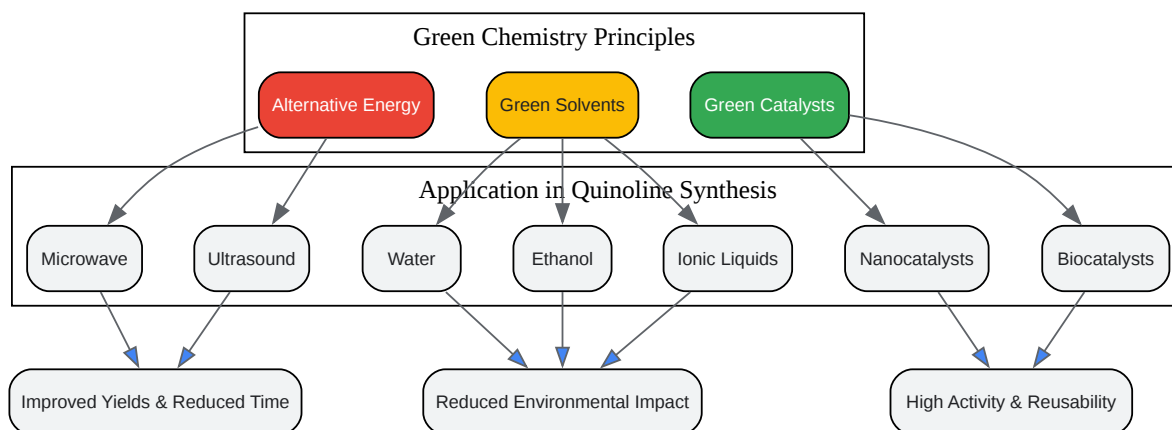 Green Chemistry Principles
Alternative Energy
Green Solvents
Green Catalysts
Application in Quinoline Synthesis
Microwave
Ultrasound
Water
Ethanol
Ionic Liquids
Nanocatalysts
Biocatalysts
Improved Yields & Reduced Time
Reduced Environmental Impact
High Activity & Reusability